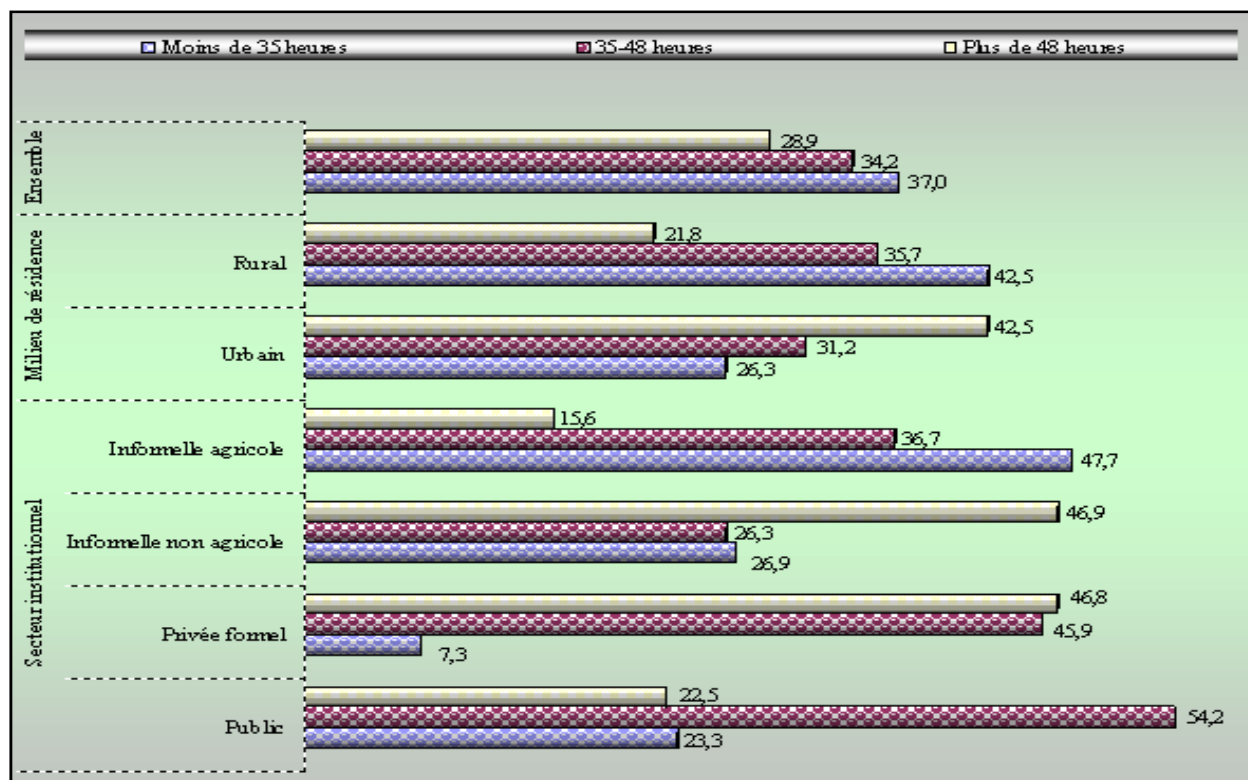 Moins de 35 heures 35-48 heures Plus de 48 heures
Ensemble
28,9
34,2
37,0
Milieu de résidence
Rural
21,8
35,7
42,5
Urbain
42,5
31,2
26,3
Secteur institutionnel
Informelle agricole
15,6
36,7
47,7
Informelle non agricole
46,9
26,3
26,9
Privée formel
46,8
45,9
7,3
Public
22,5
54,2
23,3